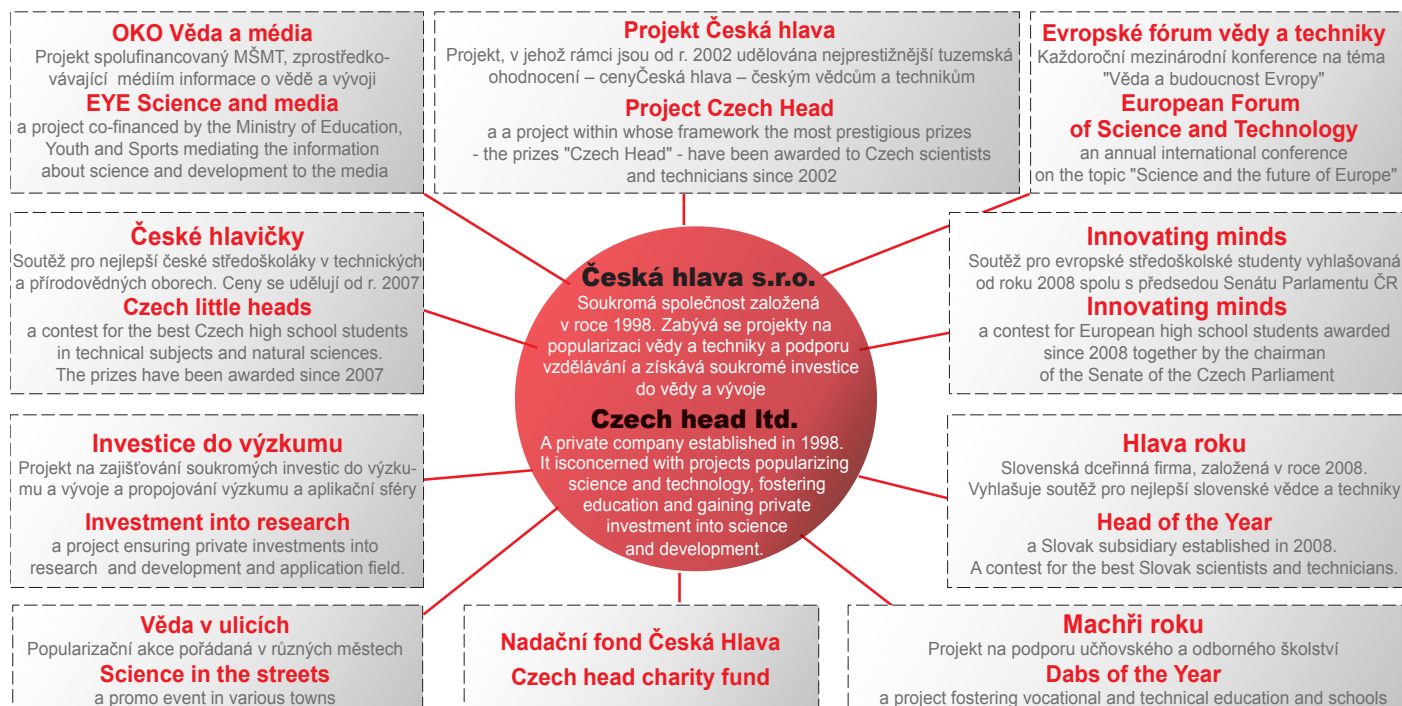 OKO Věda a média
Projekt spolufinancovaný MŠMT, zprostředko-
vávající médiím informace o vědě a vývoji
EYE Science and media
a project co-financed by the Ministry of Education,
Youth and Sports mediating the information
about science and development to the media
Projekt Česká hlava
Projekt, v jehož rámci jsou od r. 2002 udělována nejprestižnější tuzemská
ohodnocení – cenyČeská hlava – českým vědcům a technikům
Project Czech Head
a a project within whose framework the most prestigious prizes
- the prizes "Czech Head" - have been awarded to Czech scientists
and technicians since 2002
Evropské fórum vědy a techniky
Každoroční mezinárodní konference na téma
"Věda a budoucnost Evropy"
European Forum
of Science and Technology
an annual international conference
on the topic "Science and the future of Europe"
České hlavičky
Soutěž pro nejlepší české středoškoláky v technických
a přírodovědných oborech. Ceny se udělují od r. 2007
Czech little heads
a contest for the best Czech high school students
in technical subjects and natural sciences.
The prizes have been awarded since 2007
Česká hlava s.r.o.
Soukromá společnost založená
v roce 1998. Zabývá se projekty na
popularizaci vědy a techniky a podporu
vzdělávání a získává soukromé investice
do vědy a vývoje
Czech head ltd.
A private company established in 1998.
It isconcerned with projects popularizing
science and technology, fostering
education and gaining private
investment into science
and development.
Innovating minds
Soutěž pro evropské středoškolské studenty vyhlašovaná
od roku 2008 spolu s předsedou Senátu Parlamentu ČR
Innovating minds
a contest for European high school students awarded
since 2008 together by the chairman
of the Senate of the Czech Parliament
Investice do výzkumu
Projekt na zajišťování soukromých investic do výzku-
mu a vývoje a propojování výzkumu a aplikační sféry
Investment into research
a project ensuring private investments into
research and development and application field.
Hlava roku
Slovenská dceřinná firma, založená v roce 2008.
Vyhlašuje soutěž pro nejlepší slovenské vědce a techniky
Head of the Year
a Slovak subsidiary established in 2008.
A contest for the best Slovak scientists and technicians.
Věda v ulicích
Popularizační akce pořádaná v různých městech
Science in the streets
a promo event in various towns
Nadační fond Česká Hlava
Czech head charity fund
Machři roku
Projekt na podporu učňovského a odborného školství
Dabs of the Year
a project fostering vocational and technical education and schools